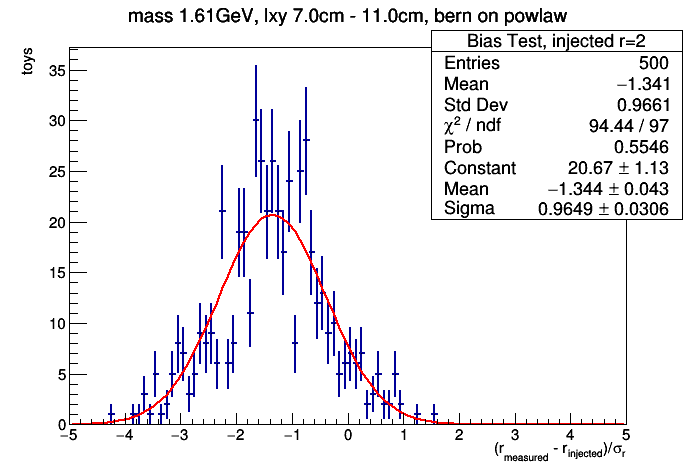 mass 1.61GeV, lxy 7.0cm - 11.0cm, bern on powlaw
toys
Bias Test, injected r=2
Entries 500
Mean −1.341
Std Dev 0.9661
χ² / ndf 94.44 / 97
Prob 0.5546
Constant 20.67 ± 1.13
Mean −1.344 ± 0.043
Sigma 0.9649 ± 0.0306
35
30
25
20
15
10
5
0
−5 −4 −3 −2 −1 0 1 2 3 4 5
(r_measured - r_injected)/σ_r